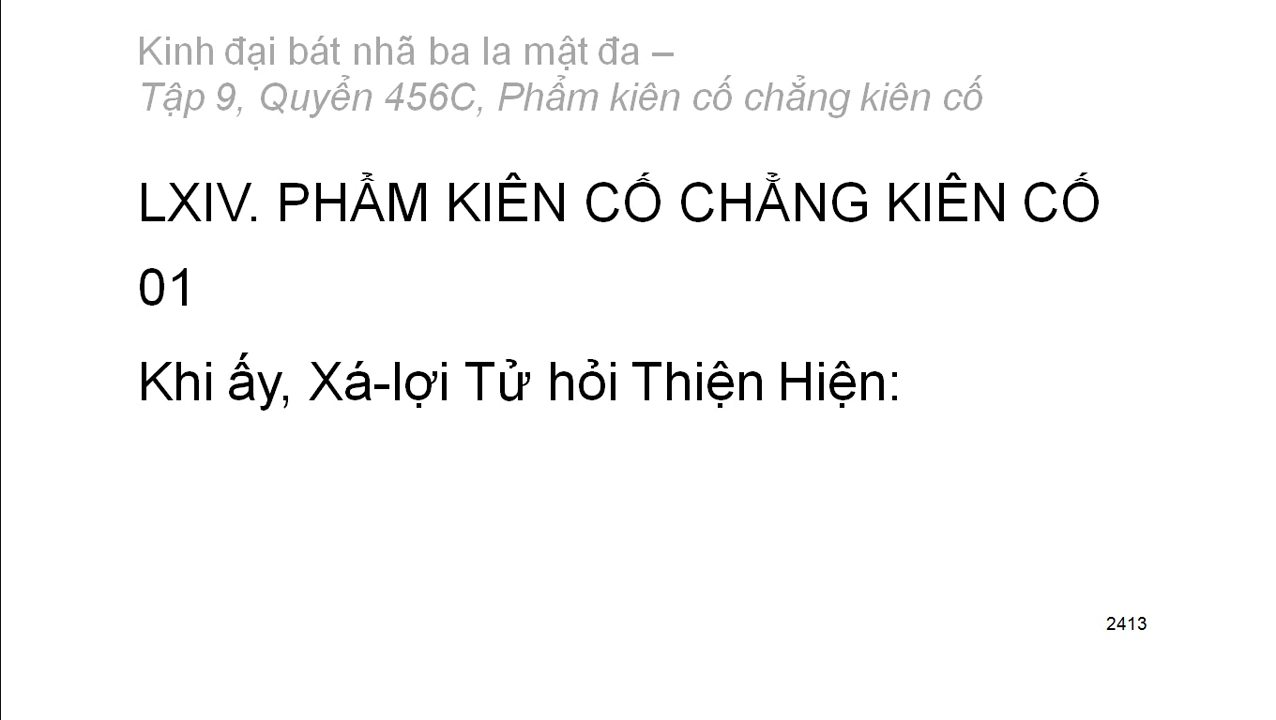 Kinh đại bát nhã ba la mật đa –
Tập 9, Quyển 456C, Phẩm kiên cố chẳng kiên cố
LXIV. PHẨM KIÊN CỐ CHẲNG KIÊN CỐ
01
Khi ấy, Xá-lợi Tử hỏi Thiện Hiện:
2413